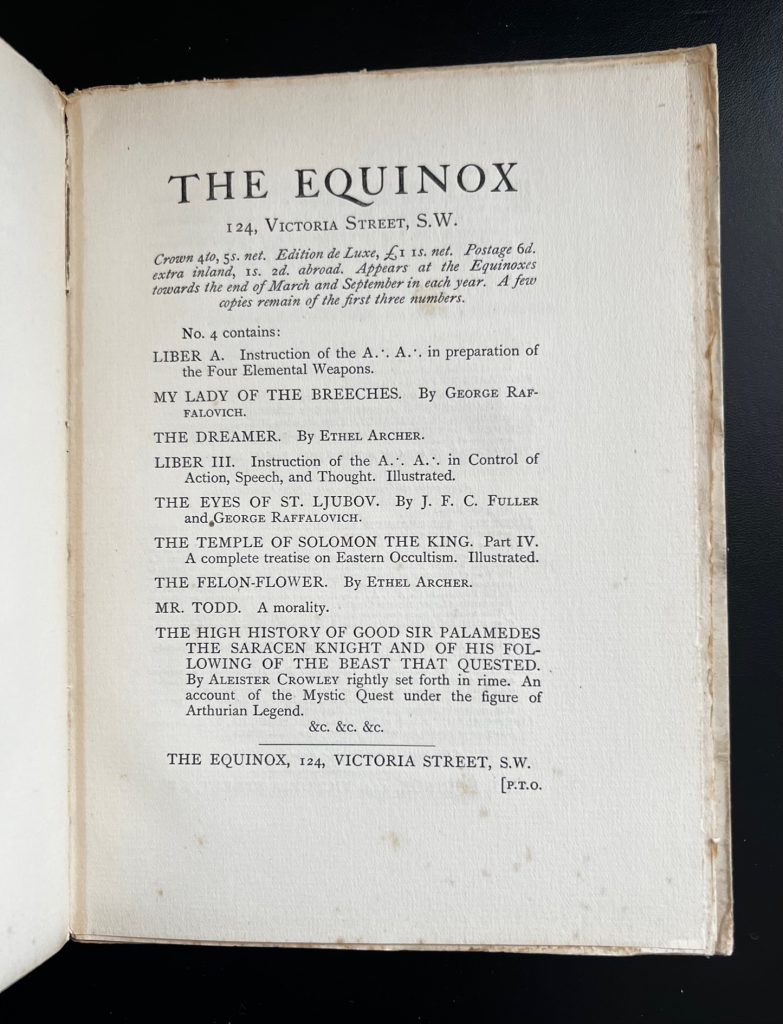 THE EQUINOX
124, VICTORIA STREET, S.W.
Crown 4to, 5s. net. Edition de Luxe, £1 1s. net. Postage 6d.
extra inland, 1s. 2d. abroad. Appears at the Equinoxes
towards the end of March and September in each year. A few
copies remain of the first three numbers.
No. 4 contains:
LIBER A. Instruction of the A∴ A∴ in preparation of
the Four Elemental Weapons.
MY LADY OF THE BREECHES. By GEORGE RAF-
FALOVICH.
THE DREAMER. By ETHEL ARCHER.
LIBER III. Instruction of the A∴ A∴ in Control of
Action, Speech, and Thought. Illustrated.
THE EYES OF ST. LJUBOV. By J. F. C. FULLER
and GEORGE RAFFALOVICH.
THE TEMPLE OF SOLOMON THE KING. Part IV.
A complete treatise on Eastern Occultism. Illustrated.
THE FELON-FLOWER. By ETHEL ARCHER.
MR. TODD. A morality.
THE HIGH HISTORY OF GOOD SIR PALAMEDES
THE SARACEN KNIGHT AND OF HIS FOL-
LOWING OF THE BEAST THAT QUESTED.
By ALEISTER CROWLEY rightly set forth in rime. An
account of the Mystic Quest under the figure of
Arthurian Legend.
&c. &c. &c.
THE EQUINOX, 124, VICTORIA STREET, S.W.
[P.T.O.